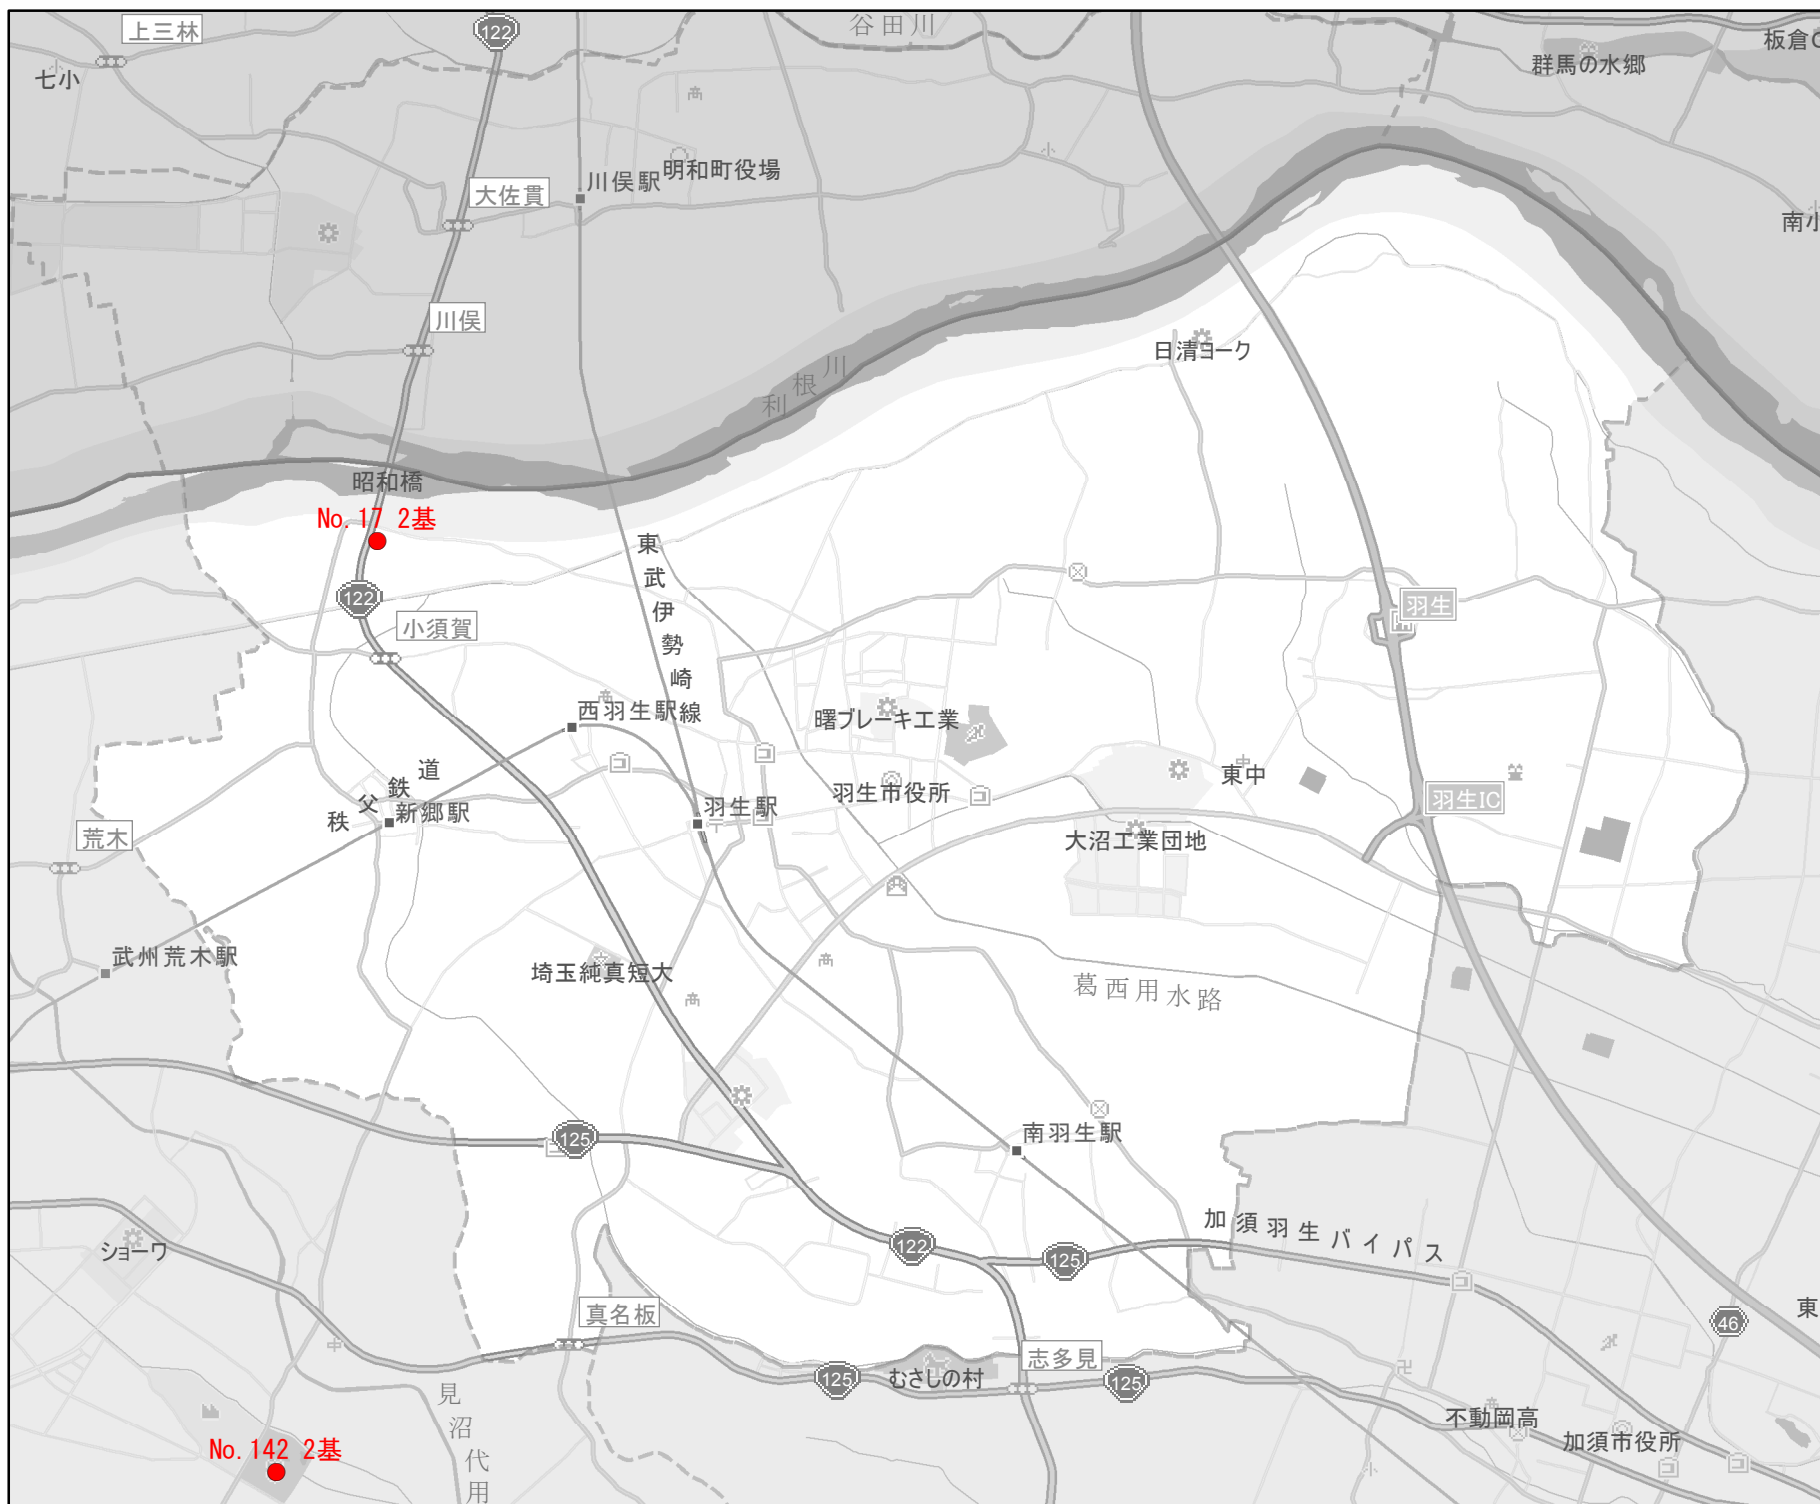 上三林
122
谷田川
群馬の水郷
板倉
七小
川俣駅
明和町役場
大佐貫
南小
川俣
日清ヨーク
利根川
昭和橋
No.17 2基
東武伊勢崎線
122
小須賀
羽生
西羽生駅
曙ブレーキ工業
秩父鉄道
新郷駅
羽生駅
羽生市役所
東中
羽生IC
荒木
大沼工業団地
武州荒木駅
埼玉純真短大
葛西用水路
125
南羽生駅
加須羽生バイパス
122
125
ショーワ
真名板
46
東
志多見
125
むさしの村
125
見沼代用
不動岡高
加須市役所
No.142 2基